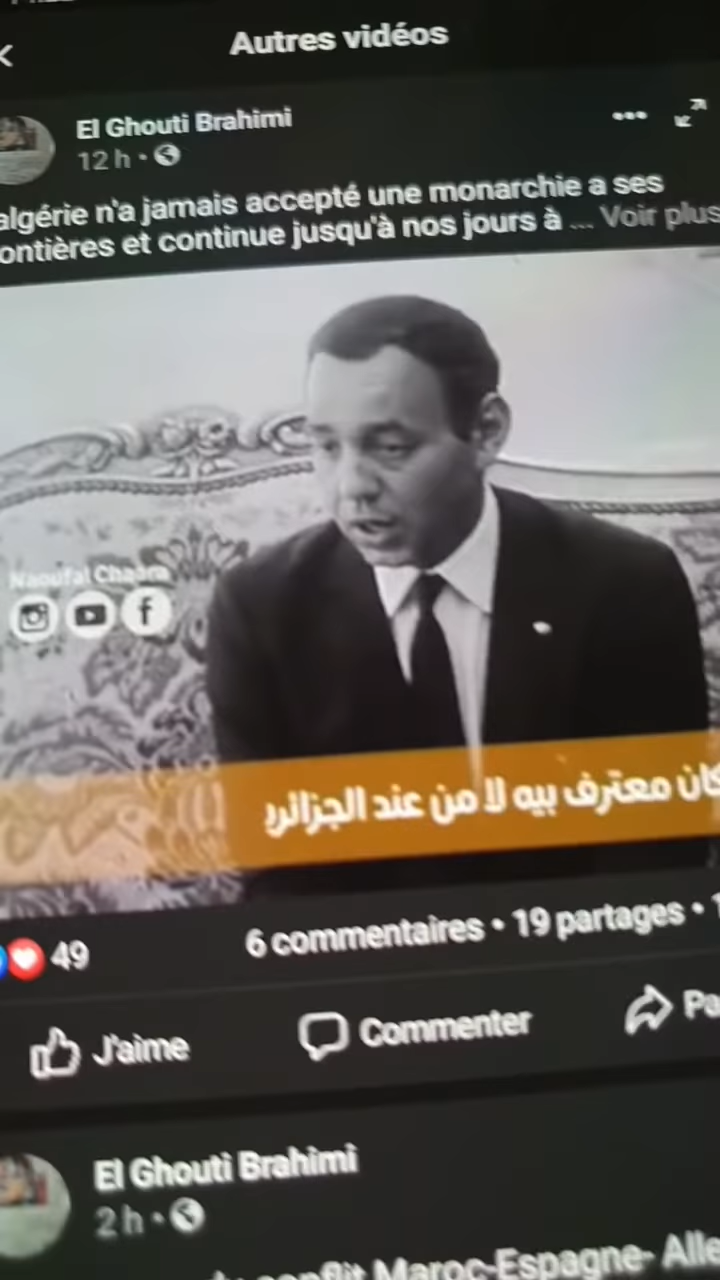 Autres vidéos
El Ghouti Brahimi
12 h
algérie n'a jamais accepté une monarchie a ses
ontières et continue jusqu'à nos jours à ... Voir plus
Naoufal Chaara
كان معترف بيه لا من عند الجزائر
49
6 commentaires • 19 partages •
J'aime
Commenter
Pa
El Ghouti Brahimi
2 h
conflit Maroc-Espagne- Alle